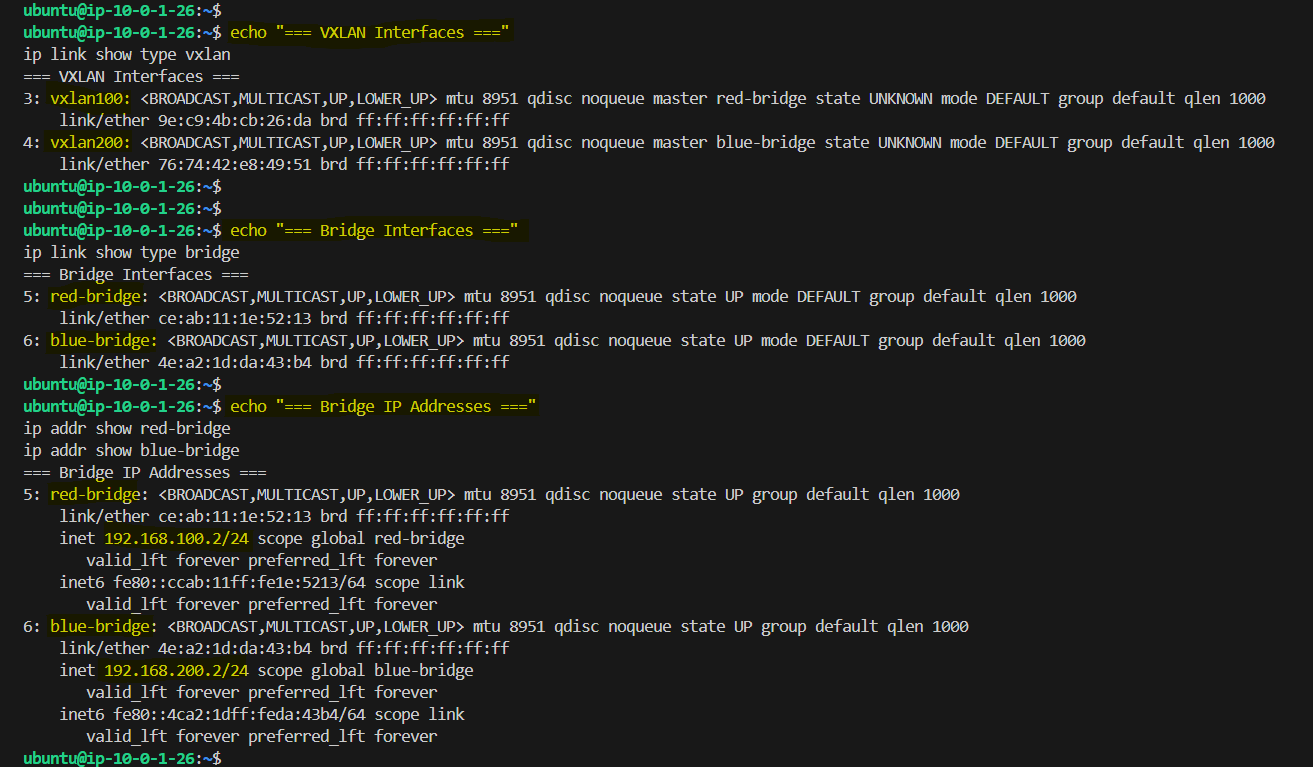 ubuntu@ip-10-0-1-26:~$
ubuntu@ip-10-0-1-26:~$ echo "=== VXLAN Interfaces ==="
ip link show type vxlan
=== VXLAN Interfaces ===
3: vxlan100: <BROADCAST,MULTICAST,UP,LOWER_UP> mtu 8951 qdisc noqueue master red-bridge state UNKNOWN mode DEFAULT group default qlen 1000
    link/ether 9e:c9:4b:cb:26:da brd ff:ff:ff:ff:ff:ff
4: vxlan200: <BROADCAST,MULTICAST,UP,LOWER_UP> mtu 8951 qdisc noqueue master blue-bridge state UNKNOWN mode DEFAULT group default qlen 1000
    link/ether 76:74:42:e8:49:51 brd ff:ff:ff:ff:ff:ff
ubuntu@ip-10-0-1-26:~$
ubuntu@ip-10-0-1-26:~$
ubuntu@ip-10-0-1-26:~$ echo "=== Bridge Interfaces ==="
ip link show type bridge
=== Bridge Interfaces ===
5: red-bridge: <BROADCAST,MULTICAST,UP,LOWER_UP> mtu 8951 qdisc noqueue state UP mode DEFAULT group default qlen 1000
    link/ether ce:ab:11:1e:52:13 brd ff:ff:ff:ff:ff:ff
6: blue-bridge: <BROADCAST,MULTICAST,UP,LOWER_UP> mtu 8951 qdisc noqueue state UP mode DEFAULT group default qlen 1000
    link/ether 4e:a2:1d:da:43:b4 brd ff:ff:ff:ff:ff:ff
ubuntu@ip-10-0-1-26:~$
ubuntu@ip-10-0-1-26:~$ echo "=== Bridge IP Addresses ==="
ip addr show red-bridge
ip addr show blue-bridge
=== Bridge IP Addresses ===
5: red-bridge: <BROADCAST,MULTICAST,UP,LOWER_UP> mtu 8951 qdisc noqueue state UP group default qlen 1000
    link/ether ce:ab:11:1e:52:13 brd ff:ff:ff:ff:ff:ff
    inet 192.168.100.2/24 scope global red-bridge
       valid_lft forever preferred_lft forever
    inet6 fe80::ccab:11ff:fe1e:5213/64 scope link
       valid_lft forever preferred_lft forever
6: blue-bridge: <BROADCAST,MULTICAST,UP,LOWER_UP> mtu 8951 qdisc noqueue state UP group default qlen 1000
    link/ether 4e:a2:1d:da:43:b4 brd ff:ff:ff:ff:ff:ff
    inet 192.168.200.2/24 scope global blue-bridge
       valid_lft forever preferred_lft forever
    inet6 fe80::4ca2:1dff:feda:43b4/64 scope link
       valid_lft forever preferred_lft forever
ubuntu@ip-10-0-1-26:~$